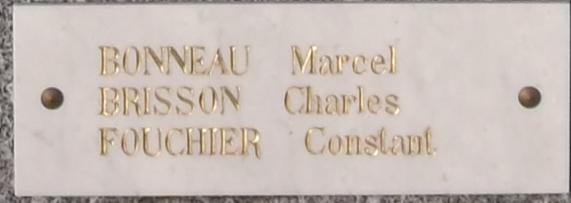 BONNEAU Marcel
BRISSON Charles
FOUCHIER Constant